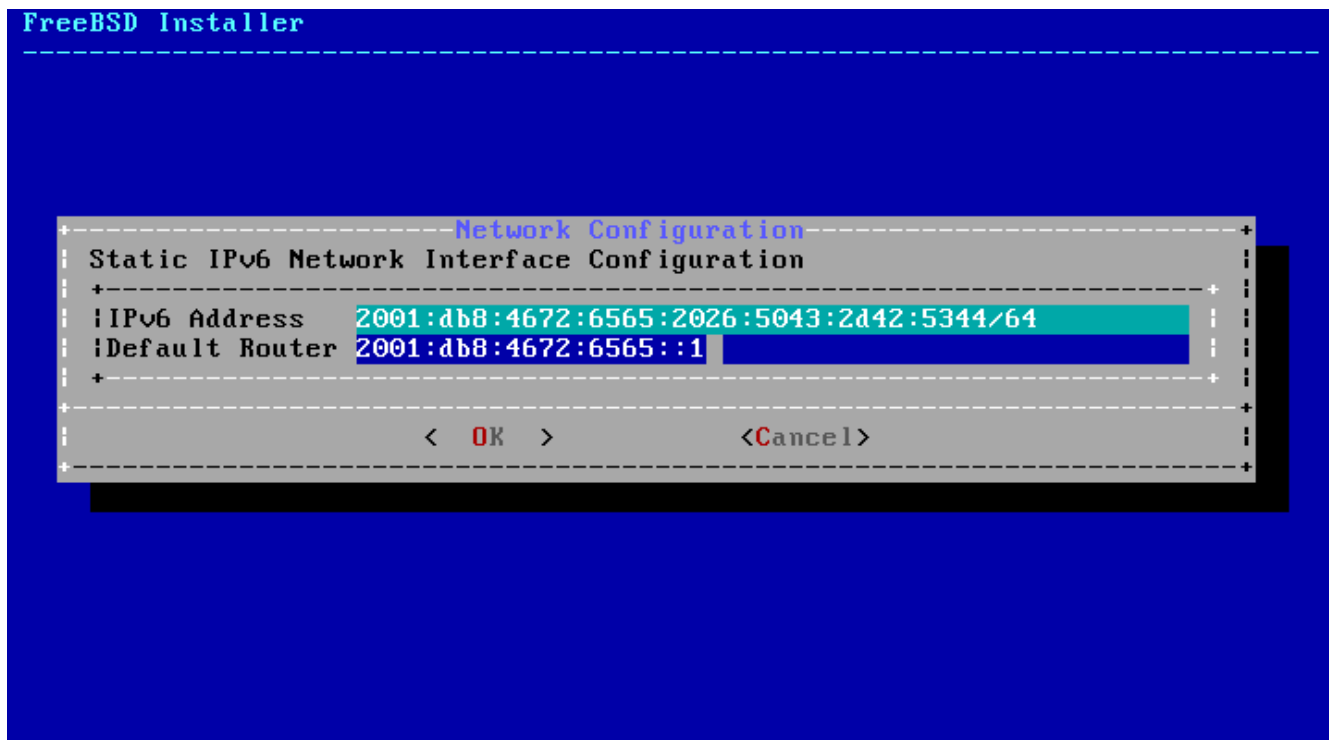 FreeBSD Installer
Network Configuration
Static IPv6 Network Interface Configuration
IPv6 Address 2001:db8:4672:6565:2026:5043:2d42:5344/64
Default Router 2001:db8:4672:6565::1
< OK > <Cancel>